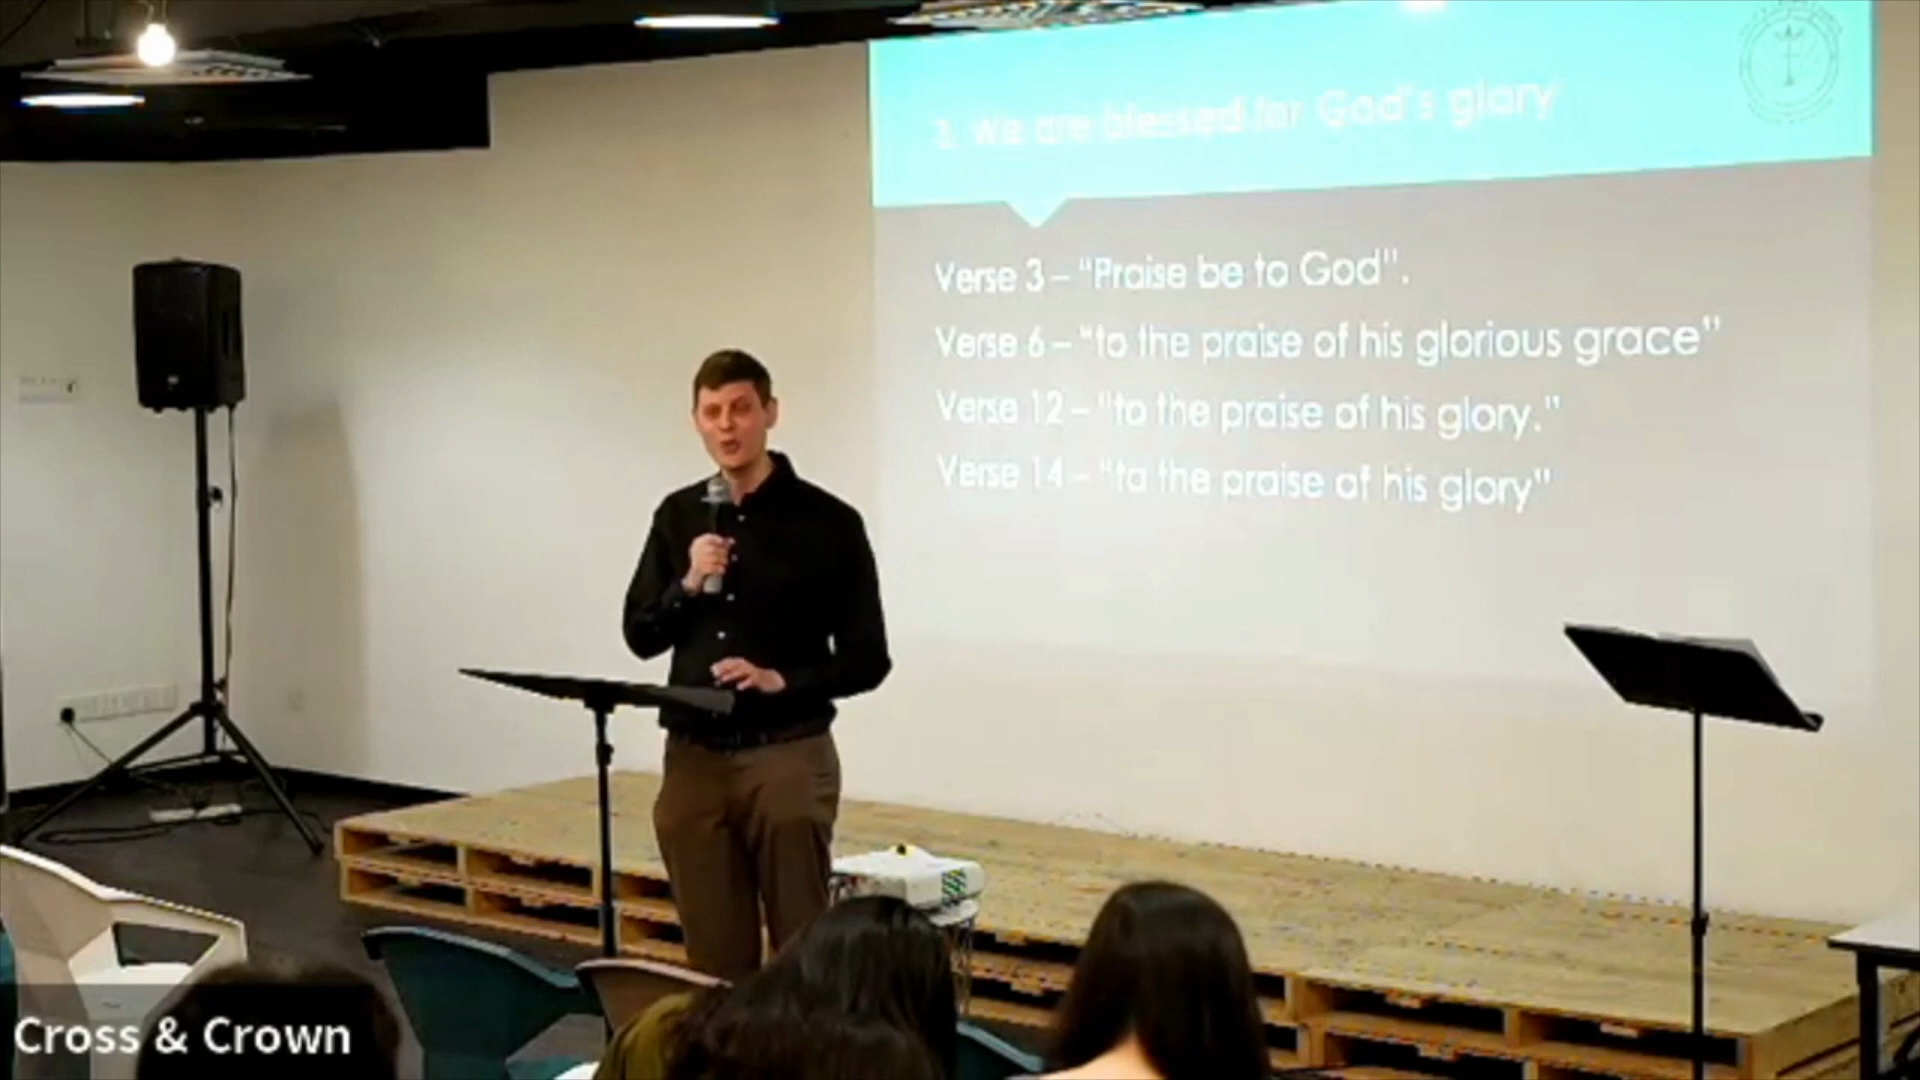 3. We are blessed for God's glory
Verse 3 – "Praise be to God".
Verse 6 – "to the praise of his glorious grace"
Verse 12 – "to the praise of his glory."
Verse 14 – "to the praise of his glory"
Cross & Crown